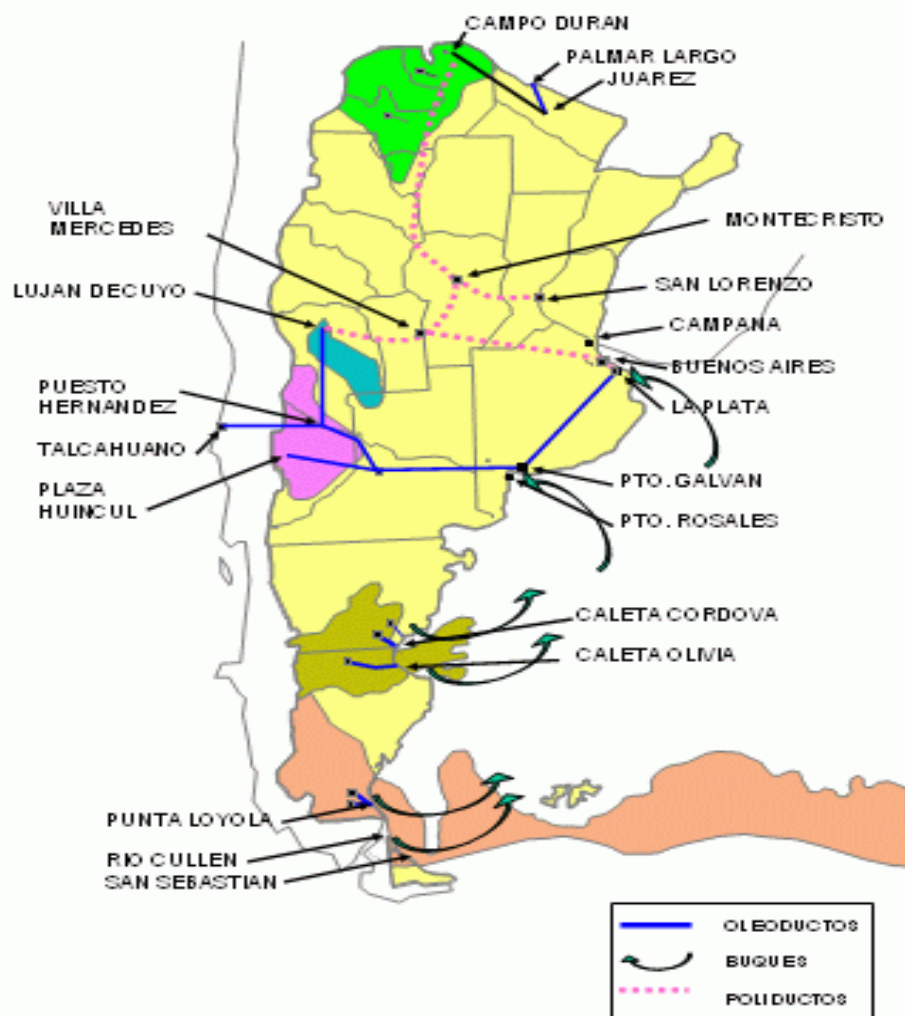 CAMPO DURAN
PALMAR LARGO
JUAREZ
VILLA
MERCEDES
MONTECRISTO
LUJAN DECUYO
SAN LORENZO
CAMPANA
BUENOS AIRES
PUESTO
HERNANDEZ
LA PLATA
TALCAHUANO
PLAZA
HUINCUL
PTO. GALVAN
PTO. ROSALES
CALETA CORDOVA
CALETA OLIVIA
PUNTA LOYOLA
RIO CULLEN
SAN SEBASTIAN
OLEODUCTOS
BUQUES
POLIDUCTOS